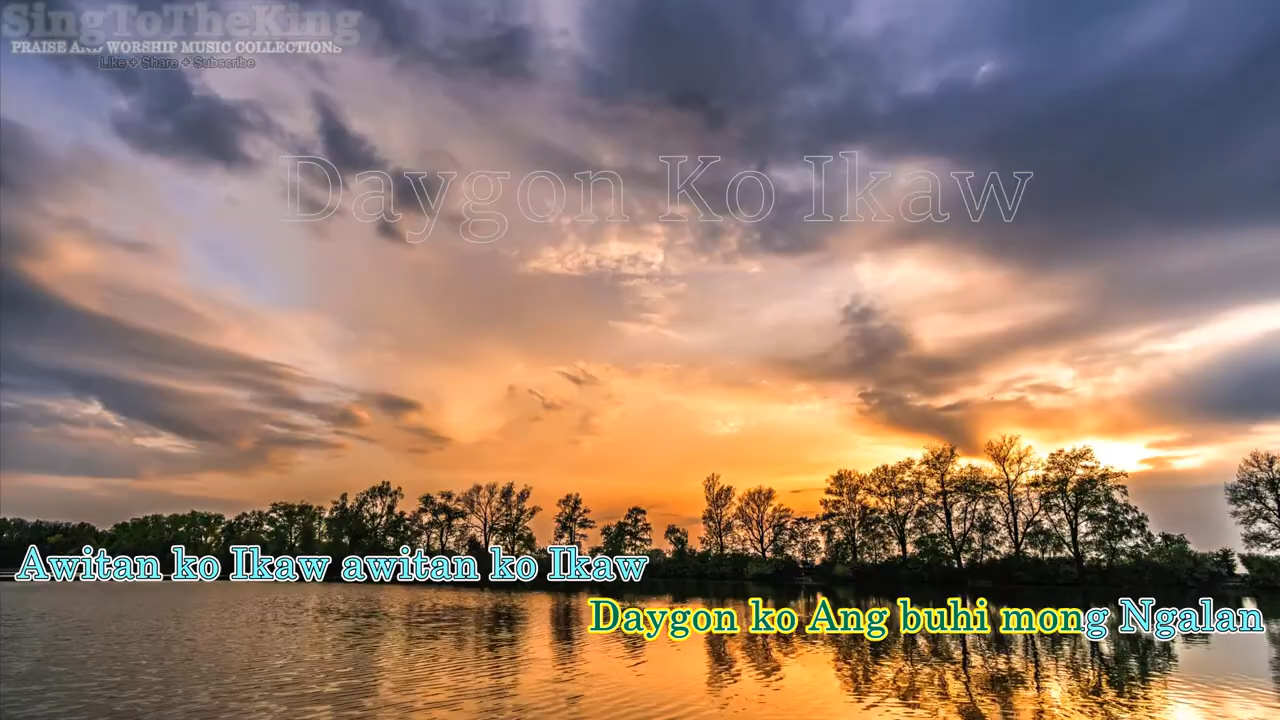 SingToTheKing
PRAISE AND WORSHIP MUSIC COLLECTIONS
Like + Share + Subscribe
Daygon Ko Ikaw
Awitan ko Ikaw awitan ko Ikaw
Daygon ko Ang buhi mong Ngalan